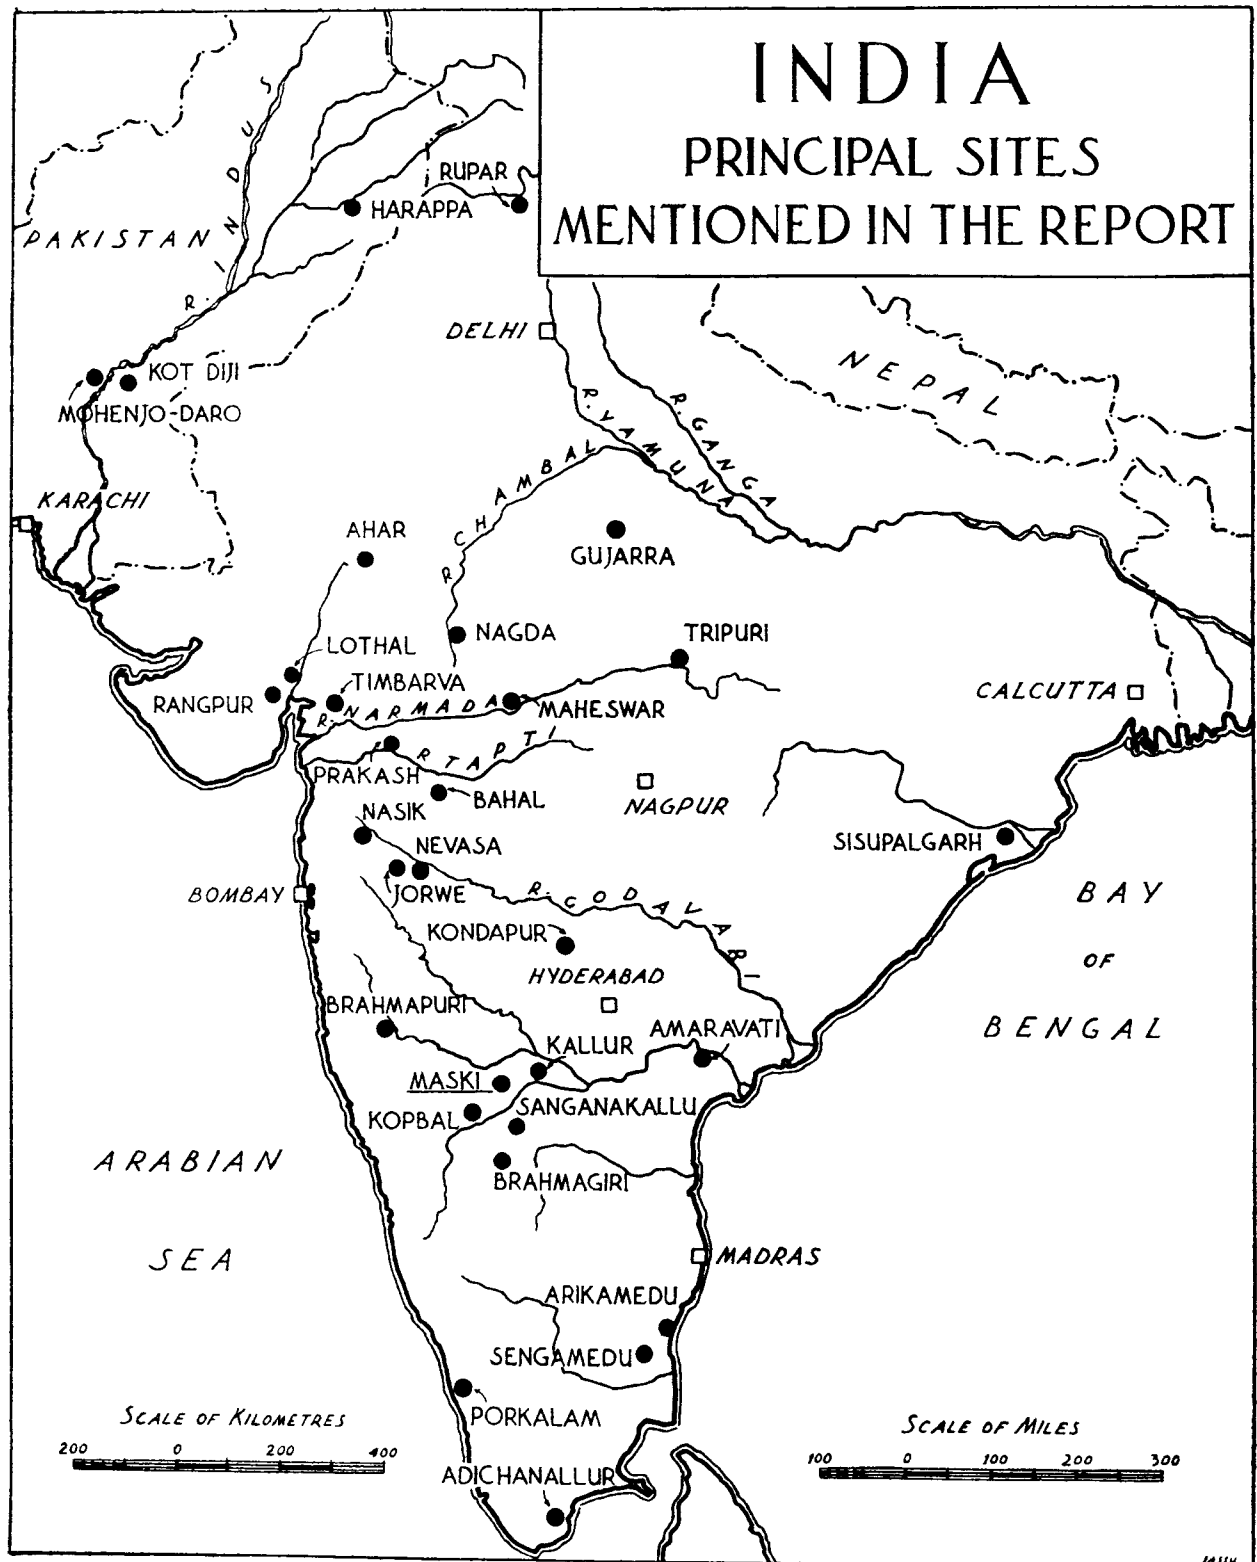 INDIA
PRINCIPAL SITES
MENTIONED IN THE REPORT
R. INDUS
RUPAR
HARAPPA
PAKISTAN
DELHI
NEPAL
KOT DIJI
MOHENJO-DARO
R. YAMUNA
R. GANGA
KARACHI
R. CHAMBAL
AHAR
GUJARRA
NAGDA
TRIPURI
LOTHAL
TIMBARVA
RANGPUR
R. NARMADA
MAHESWAR
CALCUTTA
R TAPTI
PRAKASH
BAHAL
NAGPUR
NASIK
NEVASA
SISUPALGARH
JORWE
BOMBAY
R. GODAVARI
BAY
OF
BENGAL
KONDAPUR
HYDERABAD
BRAHMAPURI
AMARAVATI
KALLUR
MASKI
SANGANAKALLU
KOPBAL
BRAHMAGIRI
ARABIAN
SEA
MADRAS
ARIKAMEDU
SENGAMEDU
PORKALAM
ADICHANALLUR
SCALE OF KILOMETRES
200 0 200 400
SCALE OF MILES
100 0 100 200 300